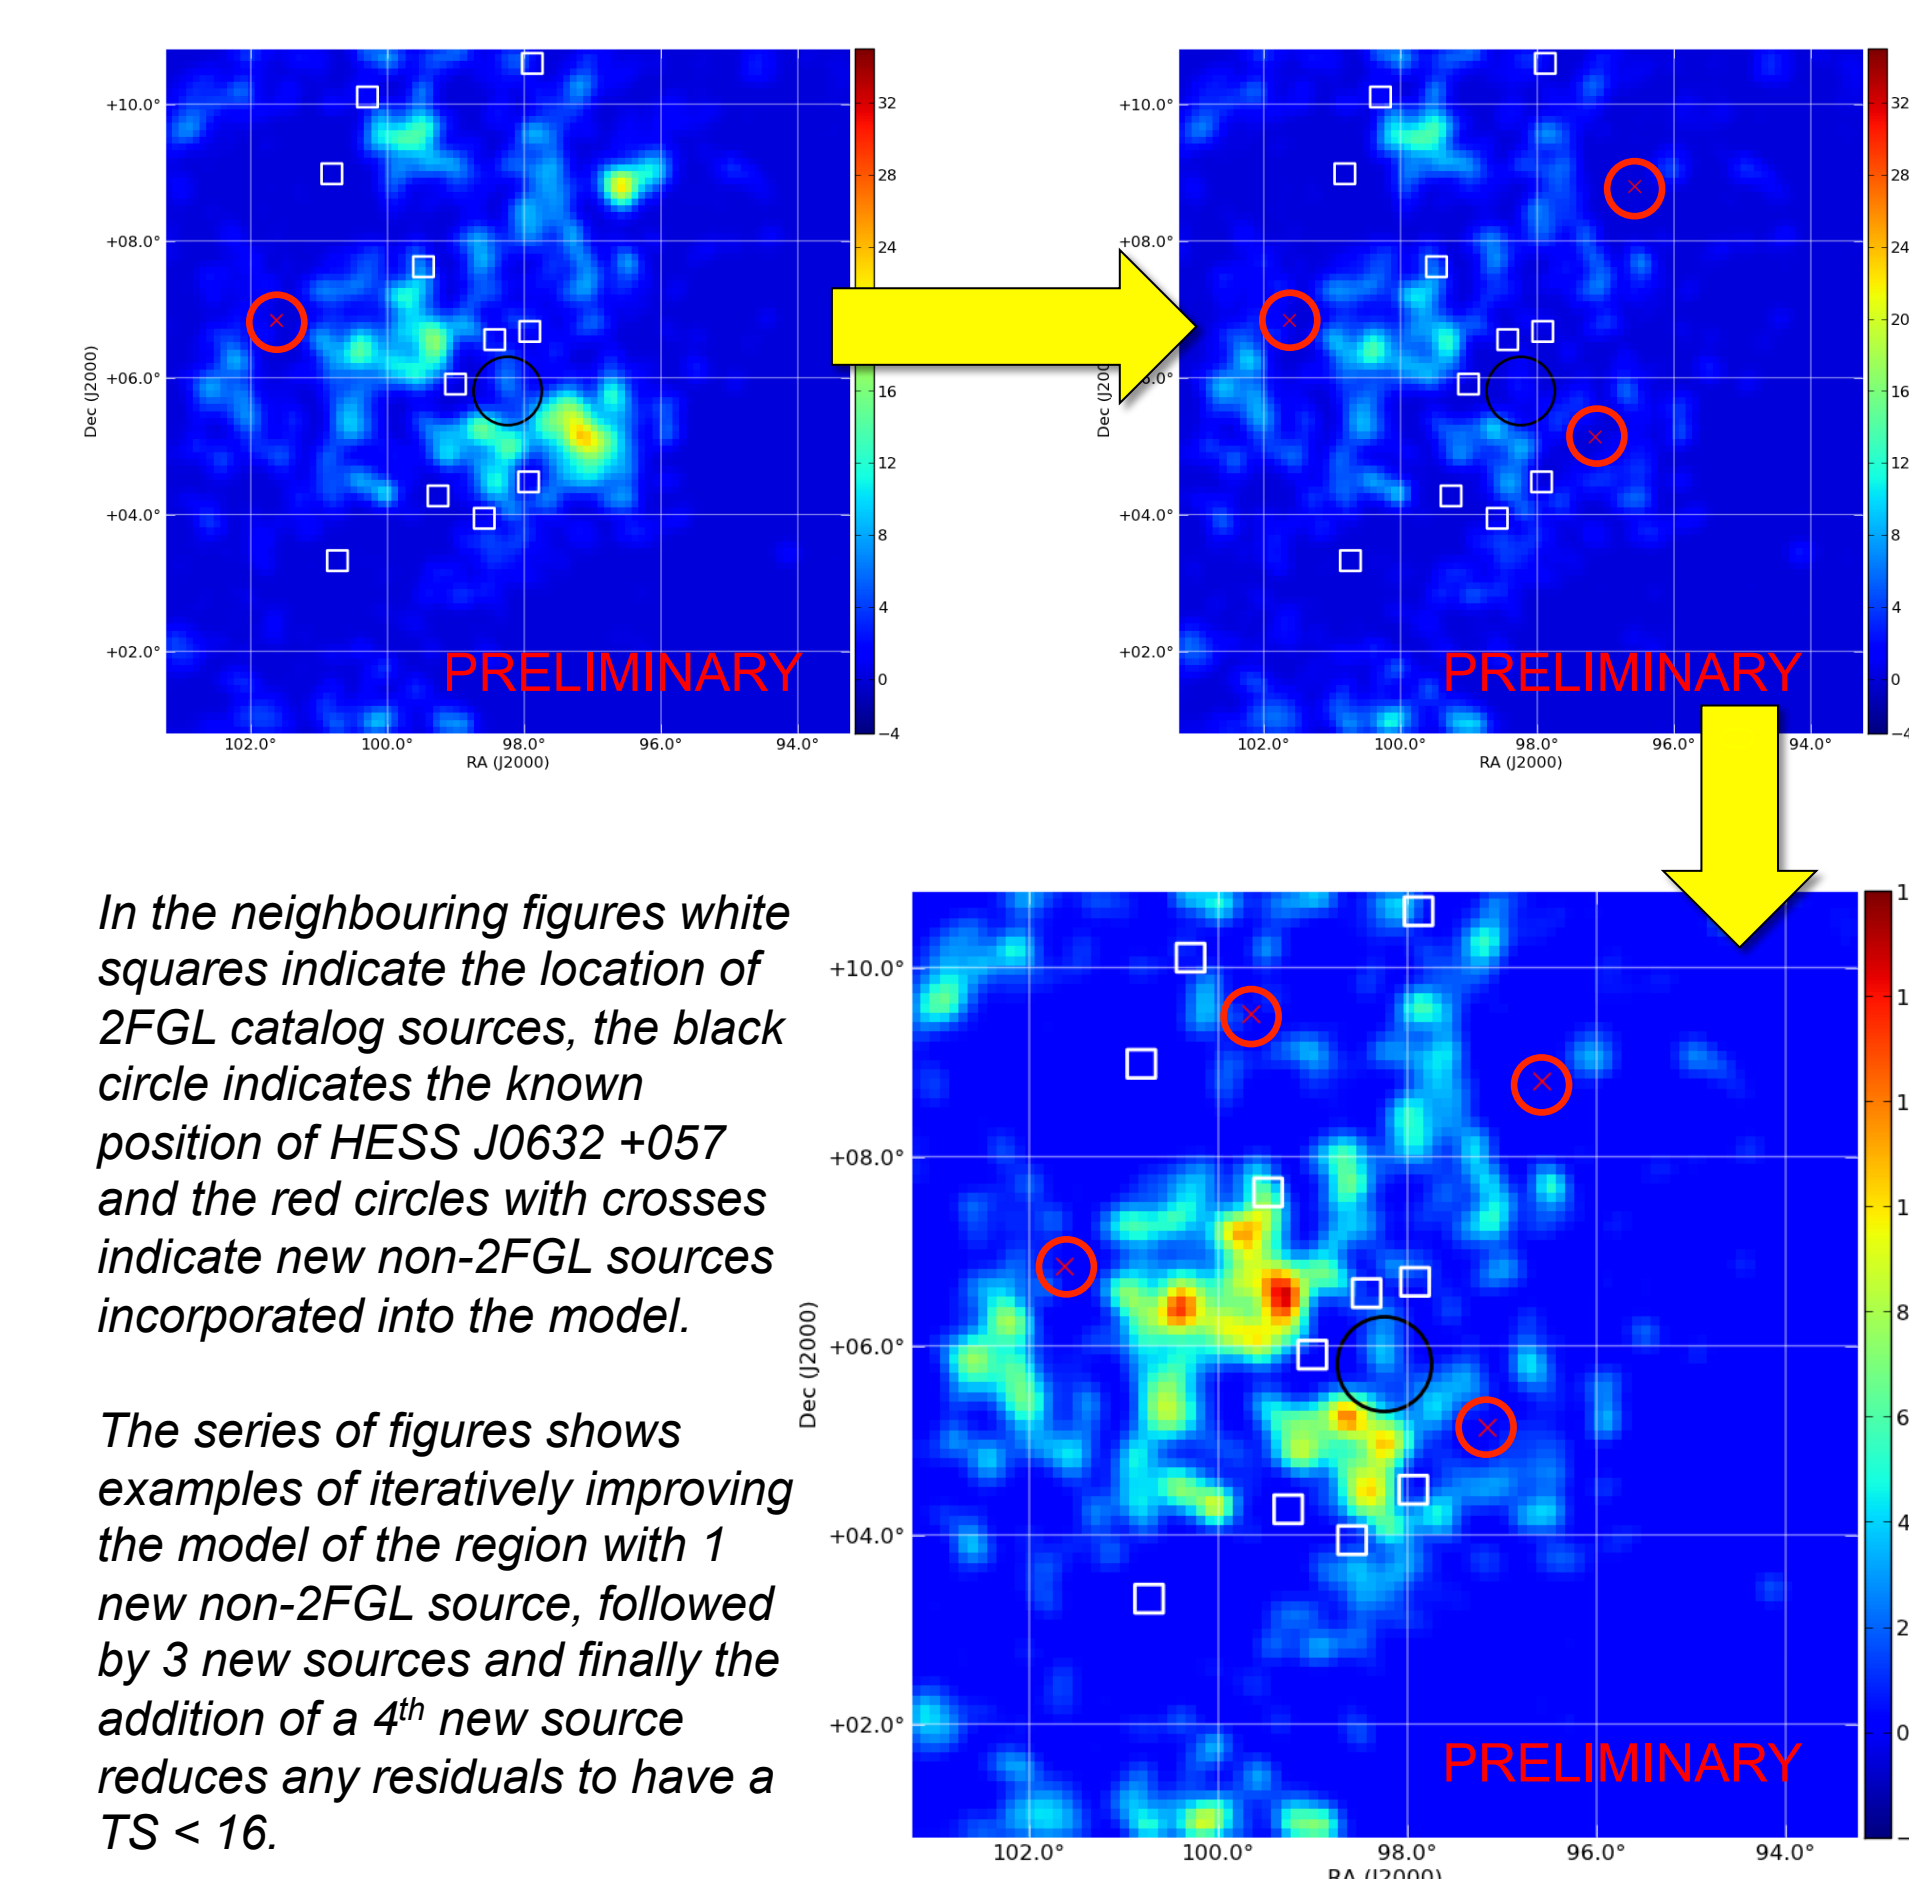 +10.0°
+08.0°
+06.0°
+04.0°
+02.0°
Dec (J2000)
102.0° 100.0° 98.0° 96.0° 94.0°
RA (J2000)
32
28
24
16
12
8
4
0
−4
PRELIMINARY
+10.0°
+08.0°
+04.0°
+02.0°
102.0° 100.0° 98.0° 96.0° 94.0°
RA (J2000)
32
28
24
20
16
12
8
4
0
PRELIMINARY
In the neighbouring figures white
squares indicate the location of
2FGL catalog sources, the black
circle indicates the known
position of HESS J0632 +057
and the red circles with crosses
indicate new non-2FGL sources
incorporated into the model.
The series of figures shows
examples of iteratively improving
the model of the region with 1
new non-2FGL source, followed
by 3 new sources and finally the
addition of a 4th new source
reduces any residuals to have a
TS < 16.
+10.0°
+08.0°
+06.0°
+04.0°
+02.0°
Dec (J2000)
102.0° 100.0° 98.0° 96.0° 94.0°
RA (J2000)
8
6
4
2
0
PRELIMINARY